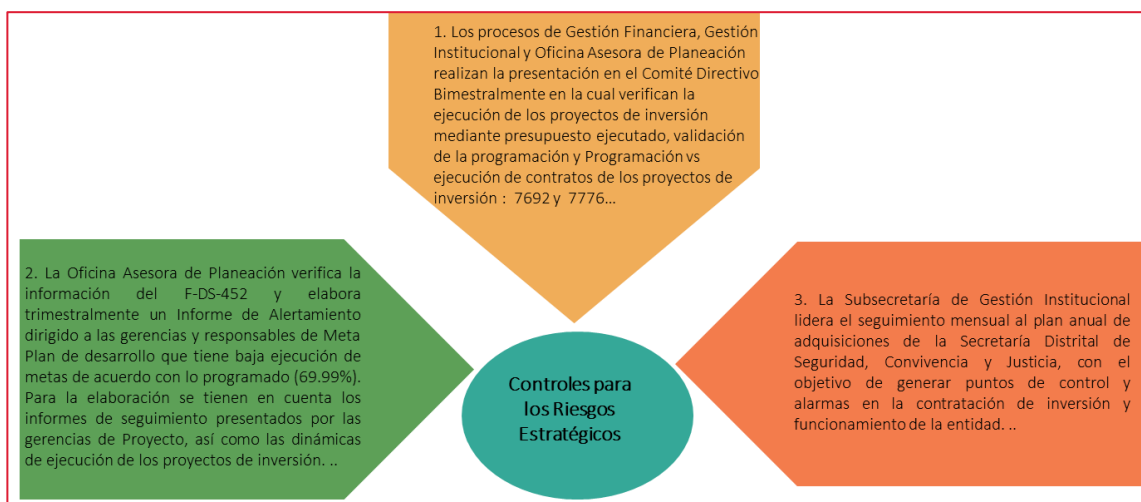 1. Los procesos de Gestión Financiera, Gestión
Institucional y Oficina Asesora de Planeación
realizan la presentación en el Comité Directivo
Bimestralmente en la cual verifican la
ejecución de los proyectos de inversión
mediante presupuesto ejecutado, validación
de la programación y Programación vs
ejecución de contratos de los proyectos de
inversión : 7692 y 7776...
2. La Oficina Asesora de Planeación verifica la
información del F-DS-452 y elabora
trimestralmente un Informe de Alertamiento
dirigido a las gerencias y responsables de Meta
Plan de desarrollo que tiene baja ejecución de
metas de acuerdo con lo programado (69.99%).
Para la elaboración se tienen en cuenta los
informes de seguimiento presentados por las
gerencias de Proyecto, así como las dinámicas
de ejecución de los proyectos de inversión. ..
Controles para
los Riesgos
Estratégicos
3. La Subsecretaría de Gestión Institucional
lidera el seguimiento mensual al plan anual de
adquisiciones de la Secretaría Distrital de
Seguridad, Convivencia y Justicia, con el
objetivo de generar puntos de control y
alarmas en la contratación de inversión y
funcionamiento de la entidad. ..